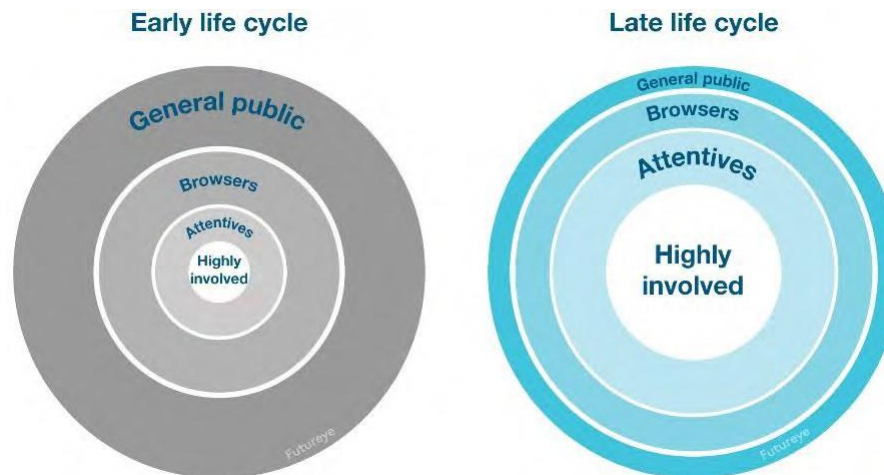 Early life cycle
General public
Browsers
Attentives
Highly
involved
Futureye
Late life cycle
General public
Browsers
Attentives
Highly
involved
Futureye